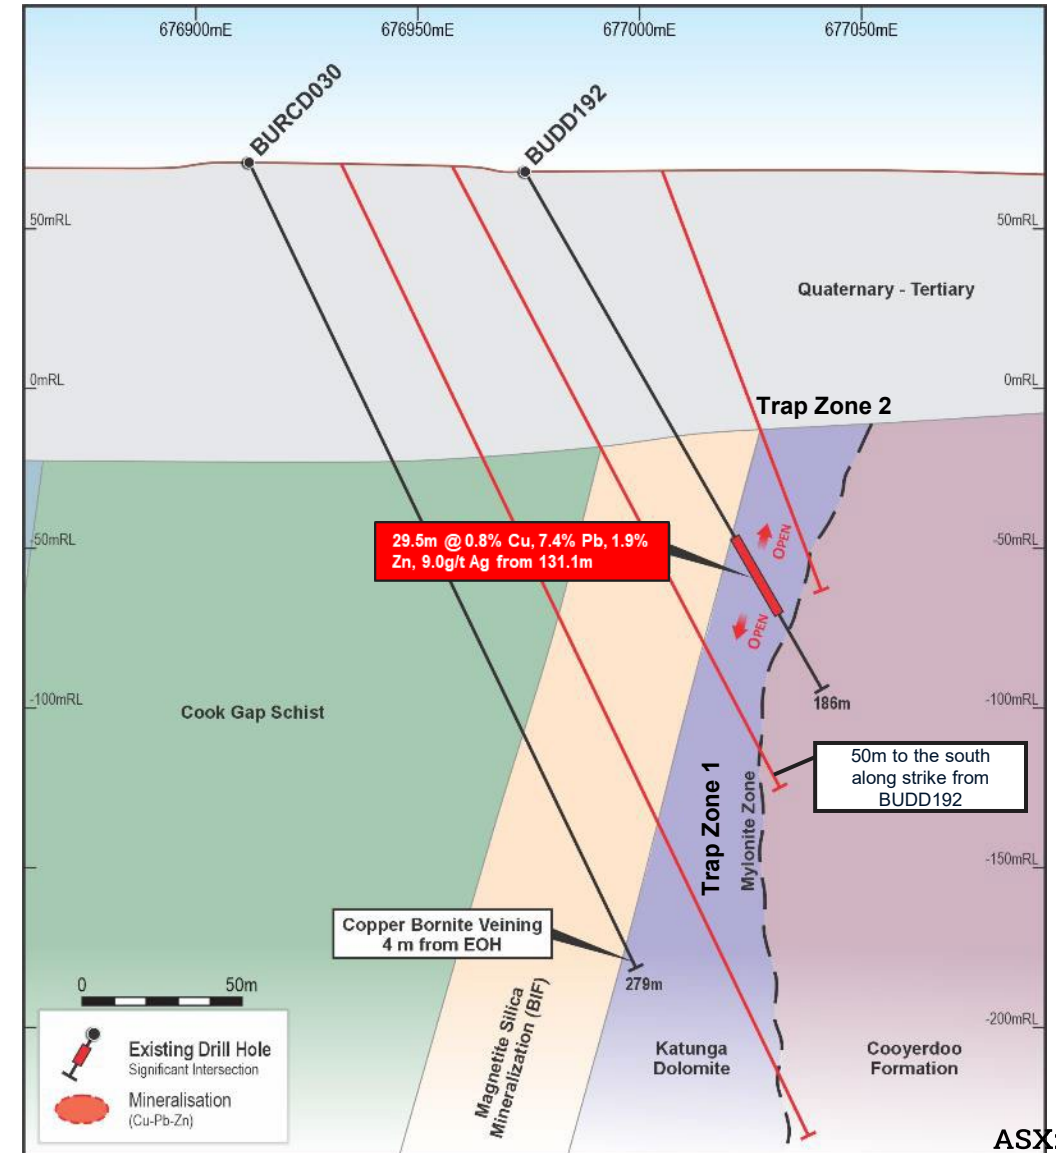 676900mE
676950mE
677000mE
677050mE
BURCD030
BUDD192
50mRL
50mRL
Quaternary - Tertiary
0mRL
0mRL
Trap Zone 2
29.5m @ 0.8% Cu, 7.4% Pb, 1.9%
Zn, 9.0g/t Ag from 131.1m
OPEN
OPEN
-50mRL
-50mRL
-100mRL
-100mRL
186m
Cook Gap Schist
50m to the south
along strike from
BUDD192
Trap Zone 1
Mylonite Zone
-150mRL
Copper Bornite Veining
4 m from EOH
279m
0
50m
Magnetite Silica
Mineralization (BIF)
-200mRL
Katunga
Dolomite
Cooyerdoo
Formation
Existing Drill Hole
Significant Intersection
Mineralisation
(Cu-Pb-Zn)
ASX: